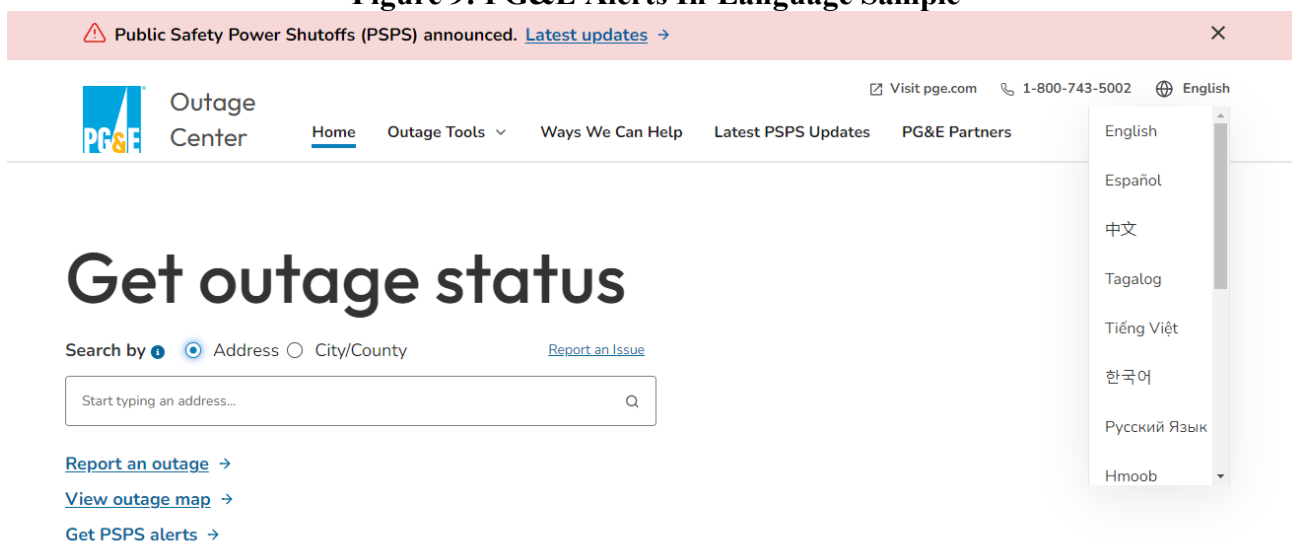 Figure 9: PG&E Alerts In-Language Sample
Public Safety Power Shutoffs (PSPS) announced. Latest updates →
Visit pge.com 1-800-743-5002 English
PG&E
Outage
Center
Home Outage Tools Ways We Can Help Latest PSPS Updates PG&E Partners
English
Español
中文
Tagalog
Tiếng Việt
한국어
Русский Язык
Hmoob
Get outage status
Search by Address City/County Report an Issue
Start typing an address...
Report an outage →
View outage map →
Get PSPS alerts →